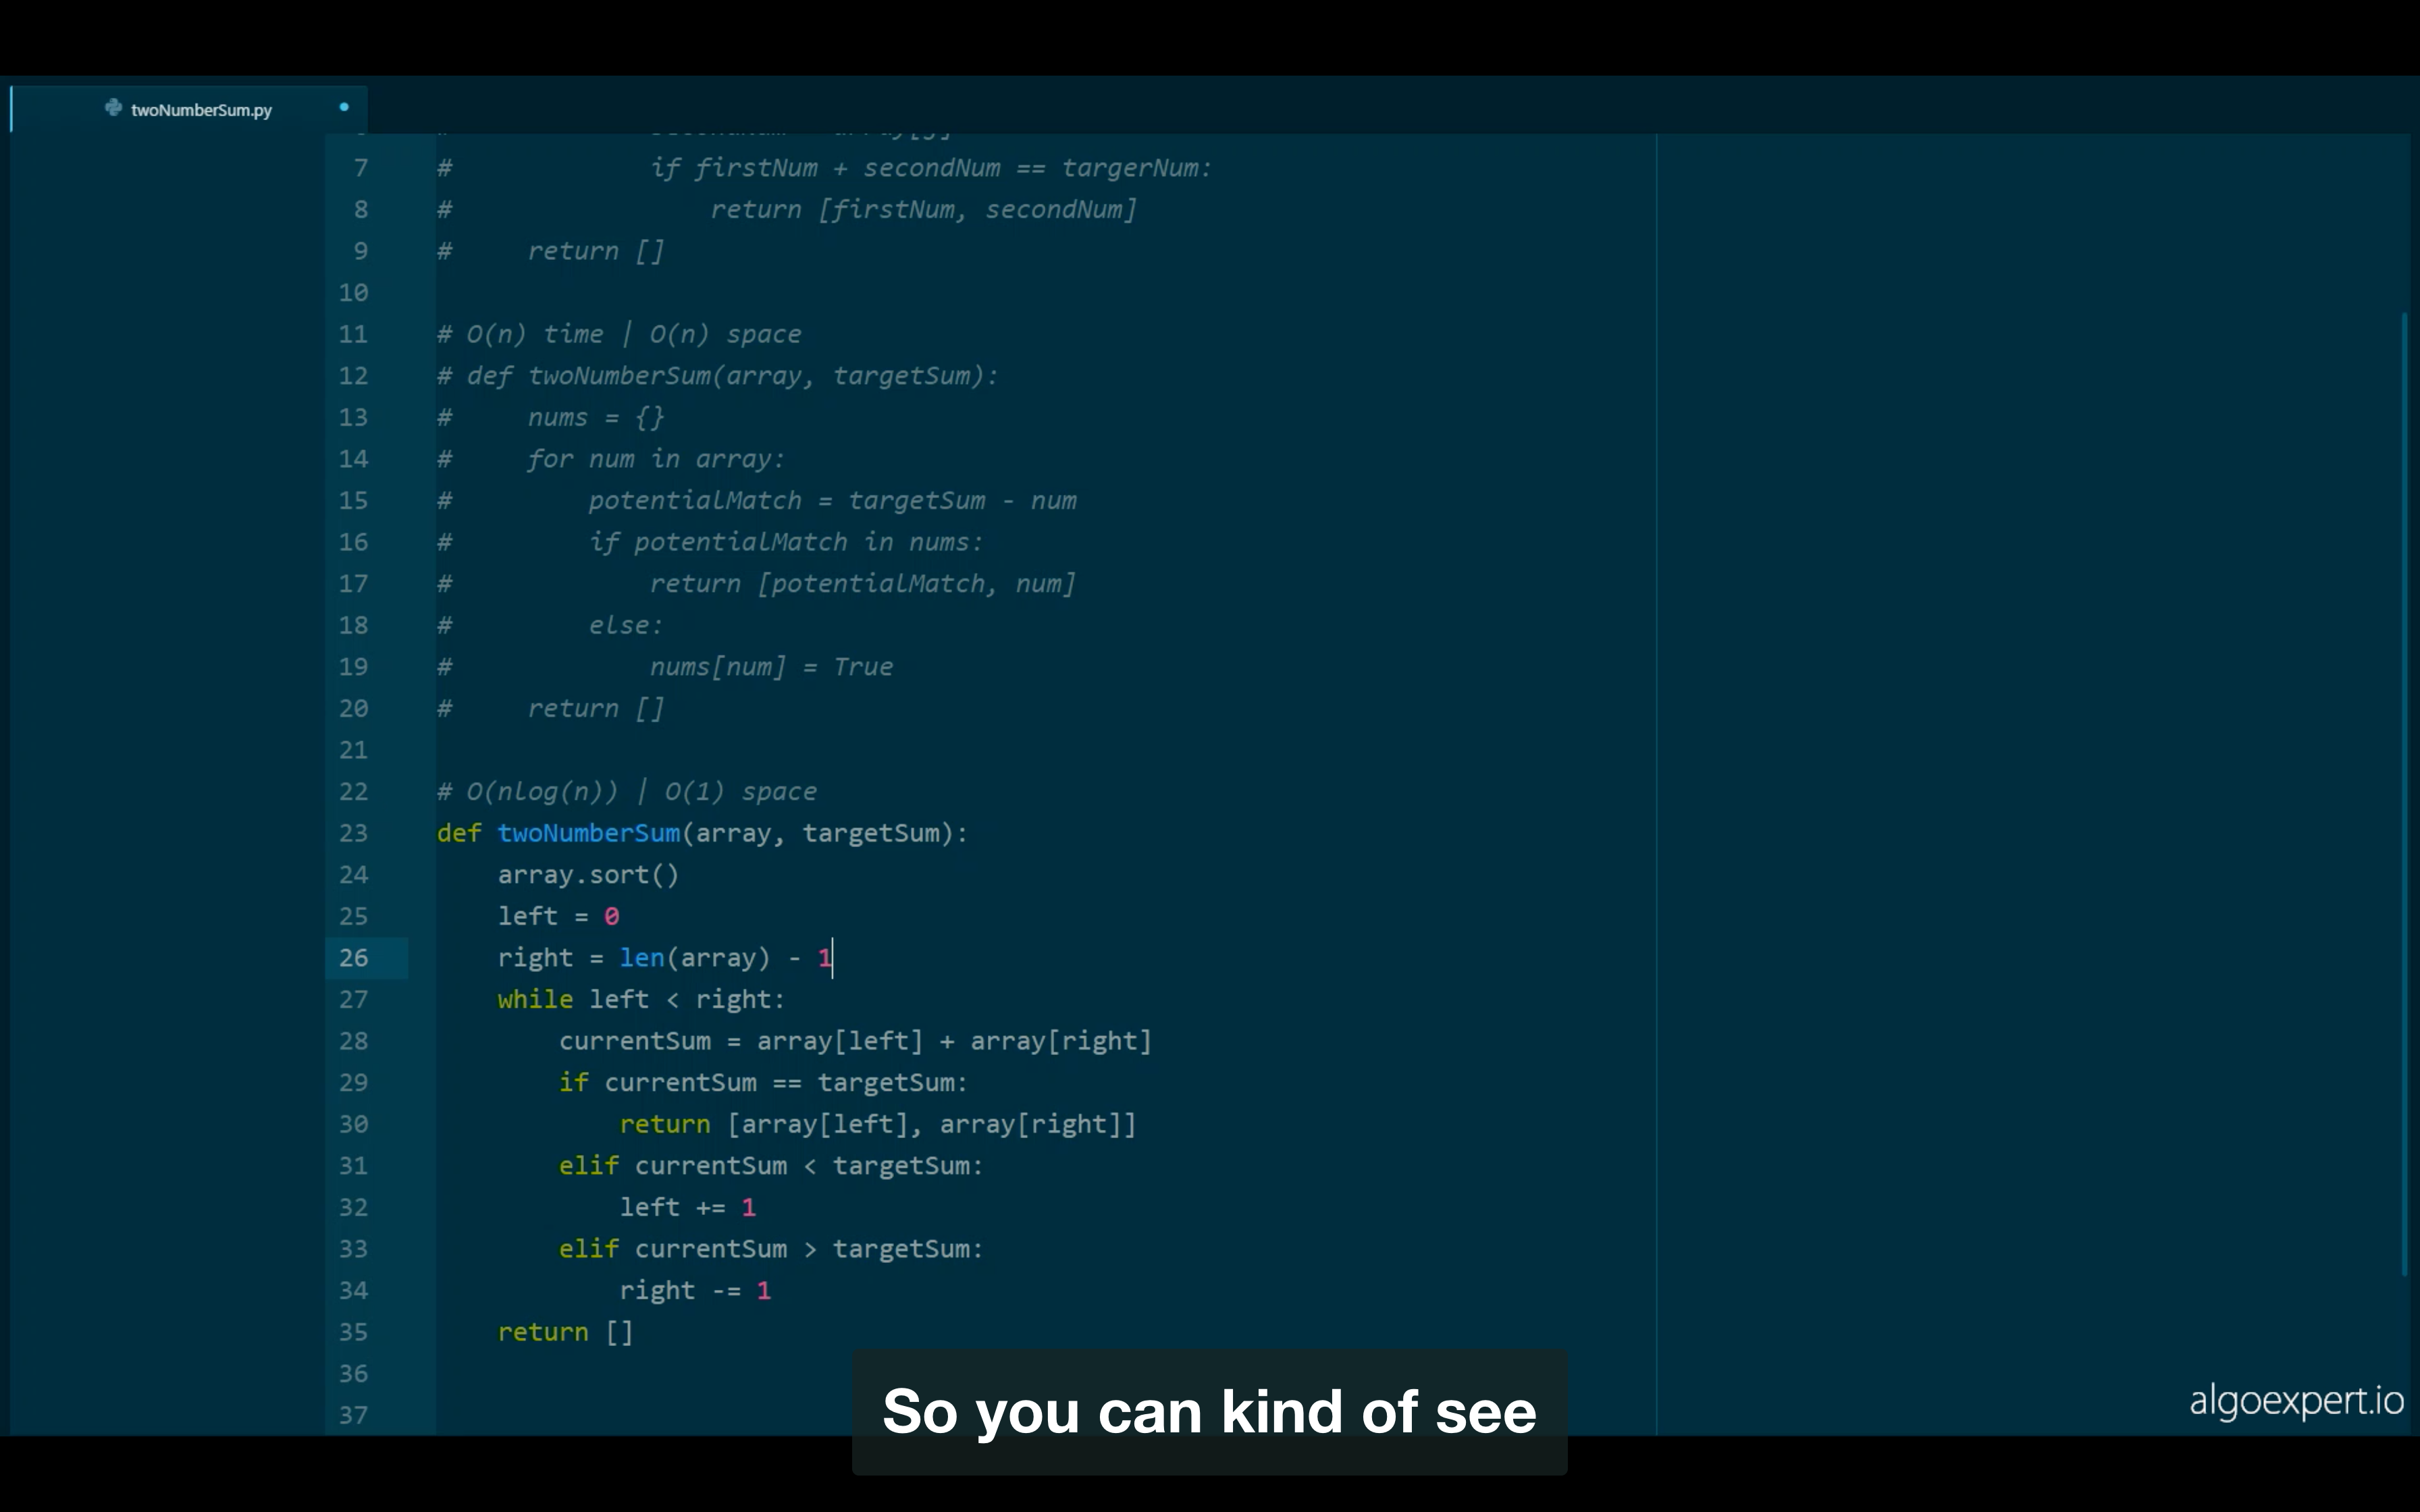 twoNumberSum.py
7 #             if firstNum + secondNum == targerNum:
8 #                 return [firstNum, secondNum]
9 #     return []
10
11 # O(n) time | O(n) space
12 # def twoNumberSum(array, targetSum):
13 #     nums = {}
14 #     for num in array:
15 #         potentialMatch = targetSum - num
16 #         if potentialMatch in nums:
17 #             return [potentialMatch, num]
18 #         else:
19 #             nums[num] = True
20 #     return []
21
22 # O(nlog(n)) | O(1) space
23 def twoNumberSum(array, targetSum):
24     array.sort()
25     left = 0
26     right = len(array) - 1
27     while left < right:
28         currentSum = array[left] + array[right]
29         if currentSum == targetSum:
30             return [array[left], array[right]]
31         elif currentSum < targetSum:
32             left += 1
33         elif currentSum > targetSum:
34             right -= 1
35     return []
36
37
So you can kind of see
algoexpert.io